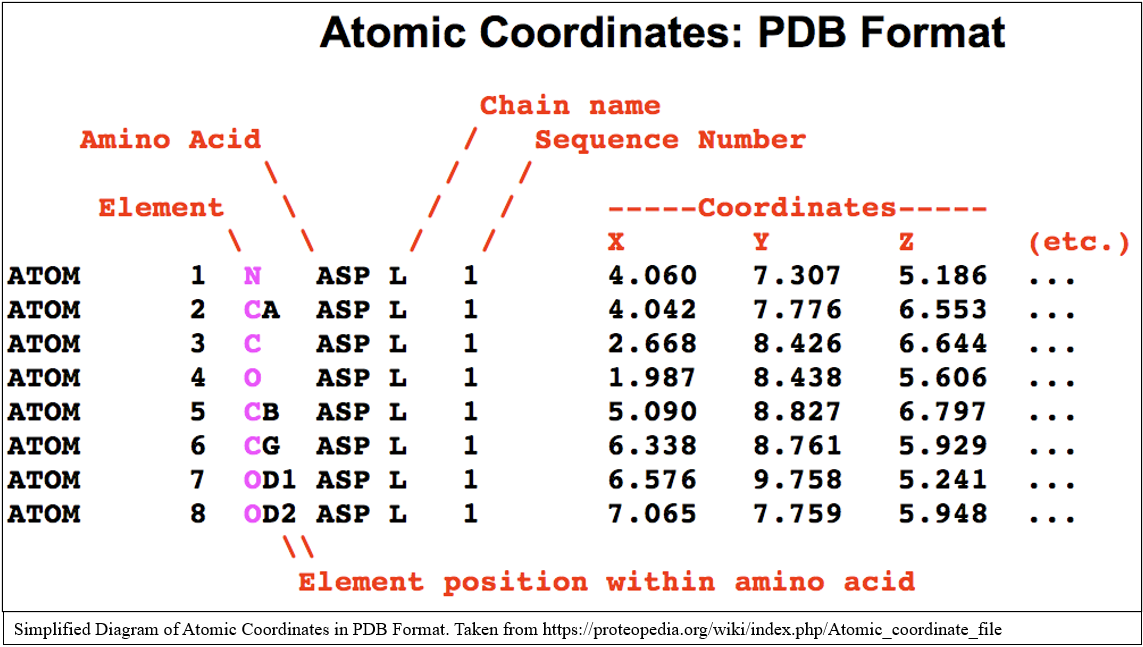 Atomic Coordinates: PDB Format
Chain name
Amino Acid / Sequence Number
\ / /
Element \ / / -----Coordinates-----
\ \ / / X Y Z (etc.)
ATOM 1 N ASP L 1 4.060 7.307 5.186 ...
ATOM 2 CA ASP L 1 4.042 7.776 6.553 ...
ATOM 3 C ASP L 1 2.668 8.426 6.644 ...
ATOM 4 O ASP L 1 1.987 8.438 5.606 ...
ATOM 5 CB ASP L 1 5.090 8.827 6.797 ...
ATOM 6 CG ASP L 1 6.338 8.761 5.929 ...
ATOM 7 OD1 ASP L 1 6.576 9.758 5.241 ...
ATOM 8 OD2 ASP L 1 7.065 7.759 5.948 ...
\\
Element position within amino acid
Simplified Diagram of Atomic Coordinates in PDB Format. Taken from https://proteopedia.org/wiki/index.php/Atomic_coordinate_file